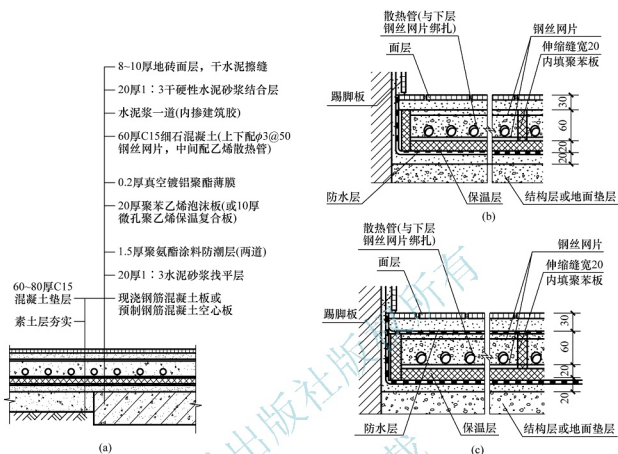 8~10厚地砖面层，干水泥擦缝
20厚1：3干硬性水泥砂浆结合层
水泥浆一道(内掺建筑胶)
60厚C15细石混凝土(上下配ϕ3@50
钢丝网片，中间配乙烯散热管)
0.2厚真空镀铝聚酯薄膜
20厚聚苯乙烯泡沫板(或10厚
微孔聚乙烯保温复合板)
1.5厚聚氨酯涂料防潮层(两道)
20厚1：3水泥砂浆找平层
现浇钢筋混凝土板或
预制钢筋混凝土空心板
60~80厚C15
混凝土垫层
素土层夯实
(a)
散热管(与下层
钢丝网片绑扎)
面层
踢脚板
钢丝网片
伸缩缝宽20
内填聚苯板
30
60
20
20
防水层
保温层
结构层或地面垫层
(b)
散热管(与下层
钢丝网片绑扎)
面层
踢脚板
钢丝网片
伸缩缝宽20
内填聚苯板
30
60
20
20
防水层
保温层
结构层或地面垫层
(c)
出版社版权所有